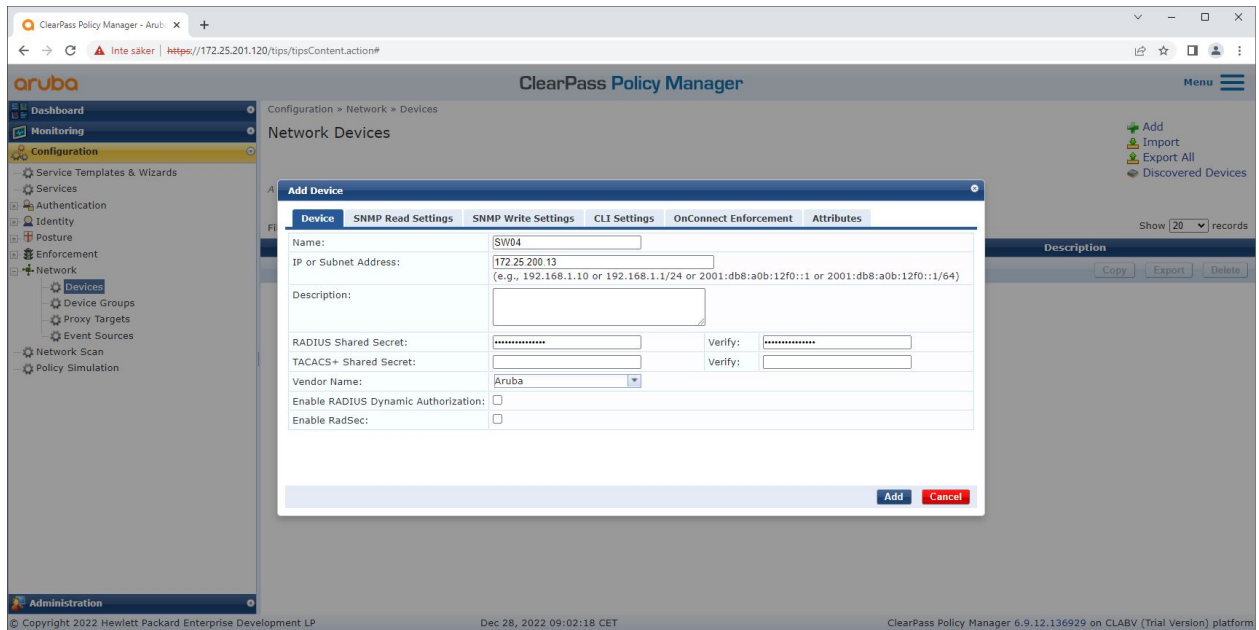 ClearPass Policy Manager - Arub
Inte säker | https://172.25.201.120/tips/tipsContent.action#
aruba
ClearPass Policy Manager
Menu
Dashboard
Monitoring
Configuration
Service Templates & Wizards
Services
Authentication
Identity
Posture
Enforcement
Network
Devices
Device Groups
Proxy Targets
Event Sources
Network Scan
Policy Simulation
Administration
Configuration » Network » Devices
Network Devices
Add
Import
Export All
Discovered Devices
A
Fi
Show 20 records
Description
Copy Export Delete
Add Device
Device SNMP Read Settings SNMP Write Settings CLI Settings OnConnect Enforcement Attributes
Name: SW04
IP or Subnet Address: 172.25.200.13
(e.g., 192.168.1.10 or 192.168.1.1/24 or 2001:db8:a0b:12f0::1 or 2001:db8:a0b:12f0::1/64)
Description:
RADIUS Shared Secret: ••••••••••••••• Verify: •••••••••••••••
TACACS+ Shared Secret: Verify:
Vendor Name: Aruba
Enable RADIUS Dynamic Authorization:
Enable RadSec:
Add Cancel
© Copyright 2022 Hewlett Packard Enterprise Development LP Dec 28, 2022 09:02:18 CET ClearPass Policy Manager 6.9.12.136929 on CLABV (Trial Version) platform